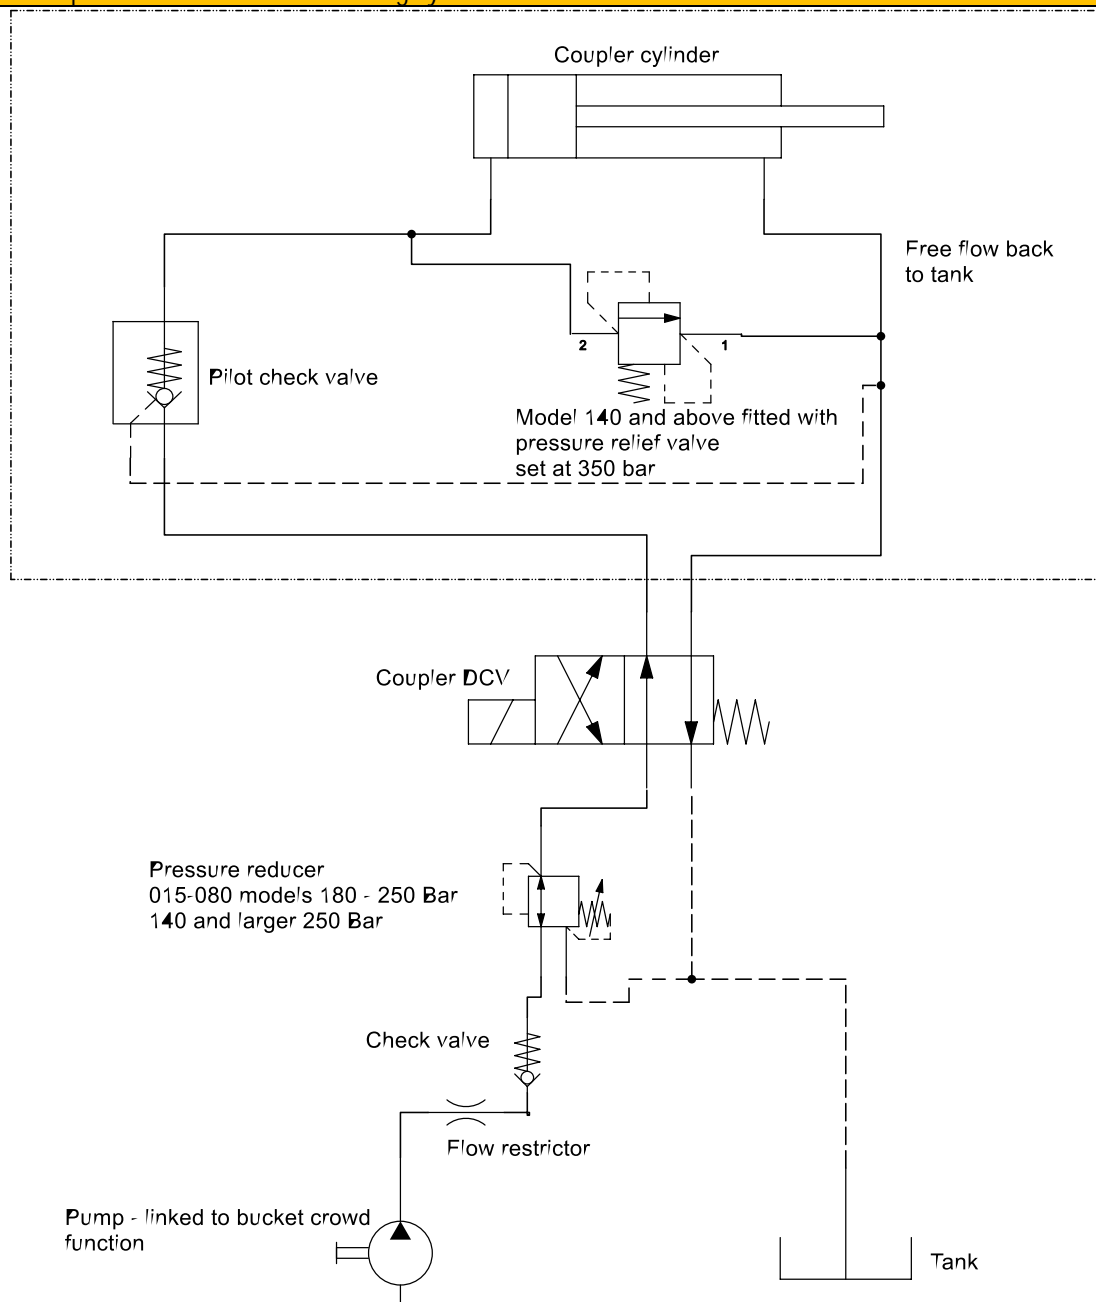 Coupler cylinder
Free flow back
to tank
2
1
Pilot check valve
Model 140 and above fitted with
pressure relief valve
set at 350 bar
Coupler DCV
Pressure reducer
015-080 models 180 - 250 Bar
140 and larger 250 Bar
Check valve
Flow restrictor
Pump - linked to bucket crowd
function
Tank